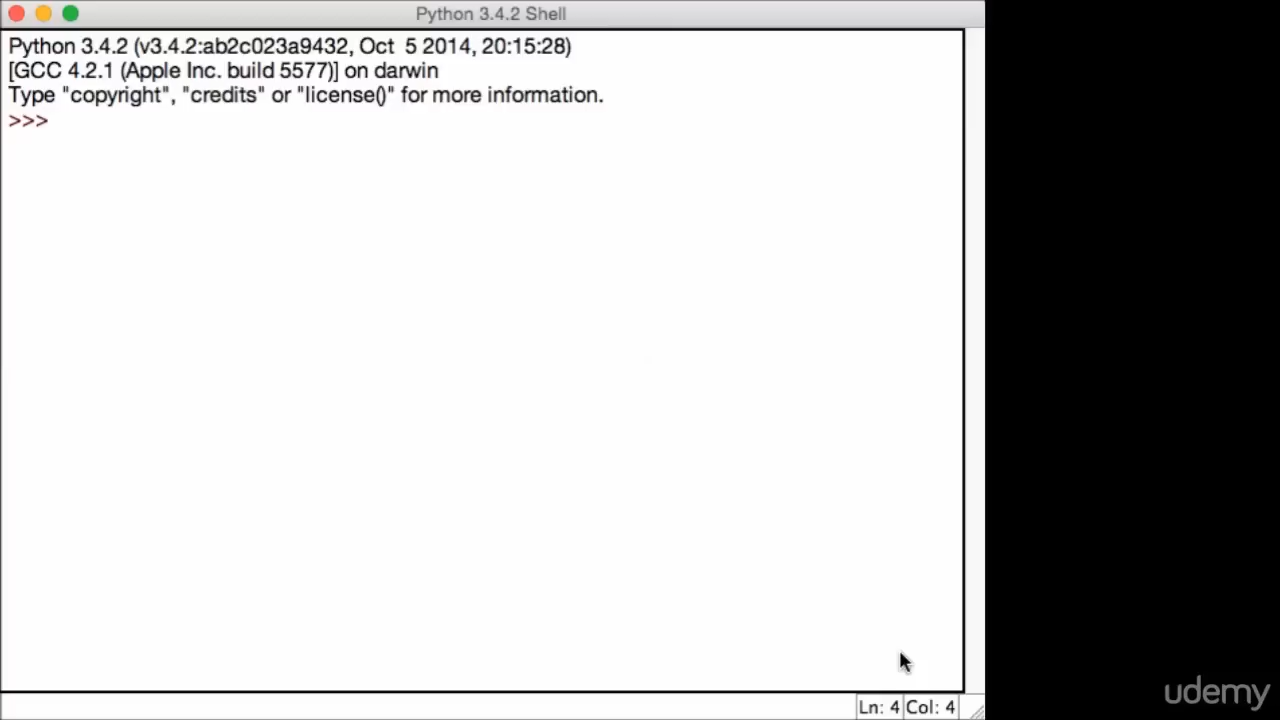 Python 3.4.2 Shell
Python 3.4.2 (v3.4.2:ab2c023a9432, Oct  5 2014, 20:15:28)
[GCC 4.2.1 (Apple Inc. build 5577)] on darwin
Type "copyright", "credits" or "license()" for more information.
>>>
Ln: 4 Col: 4
udemy